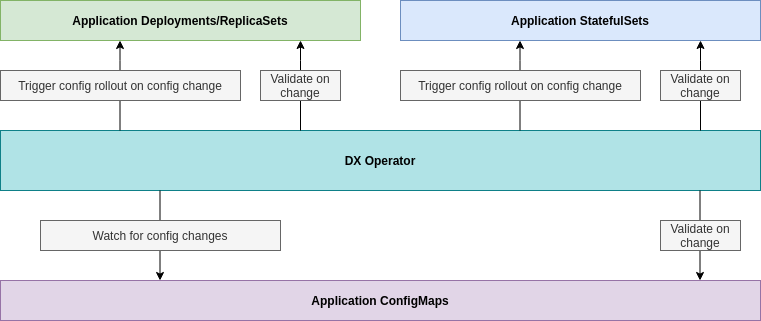 Application Deployments/ReplicaSets
Application StatefulSets
Trigger config rollout on config change
Validate on
change
Trigger config rollout on config change
Validate on
change
DX Operator
Watch for config changes
Validate on
change
Application ConfigMaps